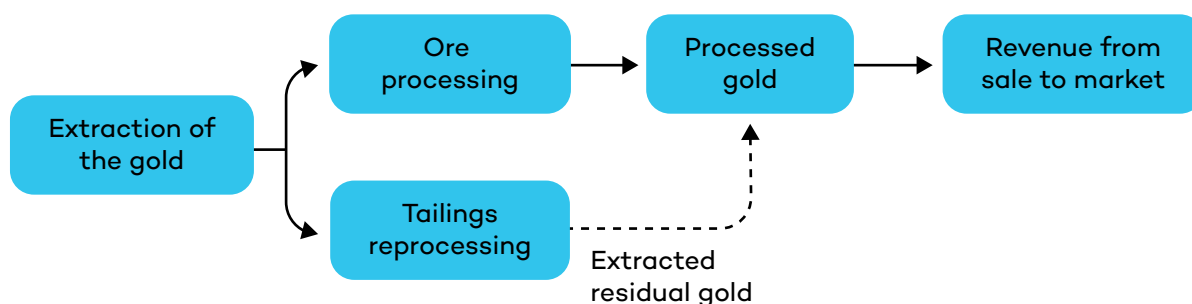 Extraction of
the gold
Ore
processing
Processed
gold
Revenue from
sale to market
Tailings
reprocessing
Extracted
residual gold